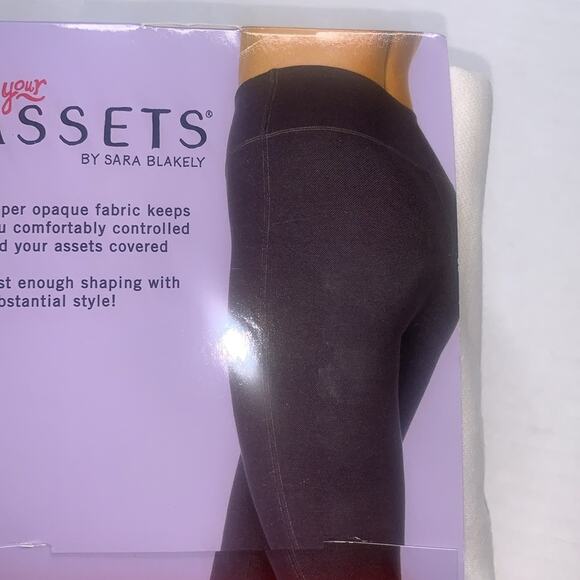 your
ASSETS®
BY SARA BLAKELY
per opaque fabric keeps
u comfortably controlled
d your assets covered
st enough shaping with
bstantial style!